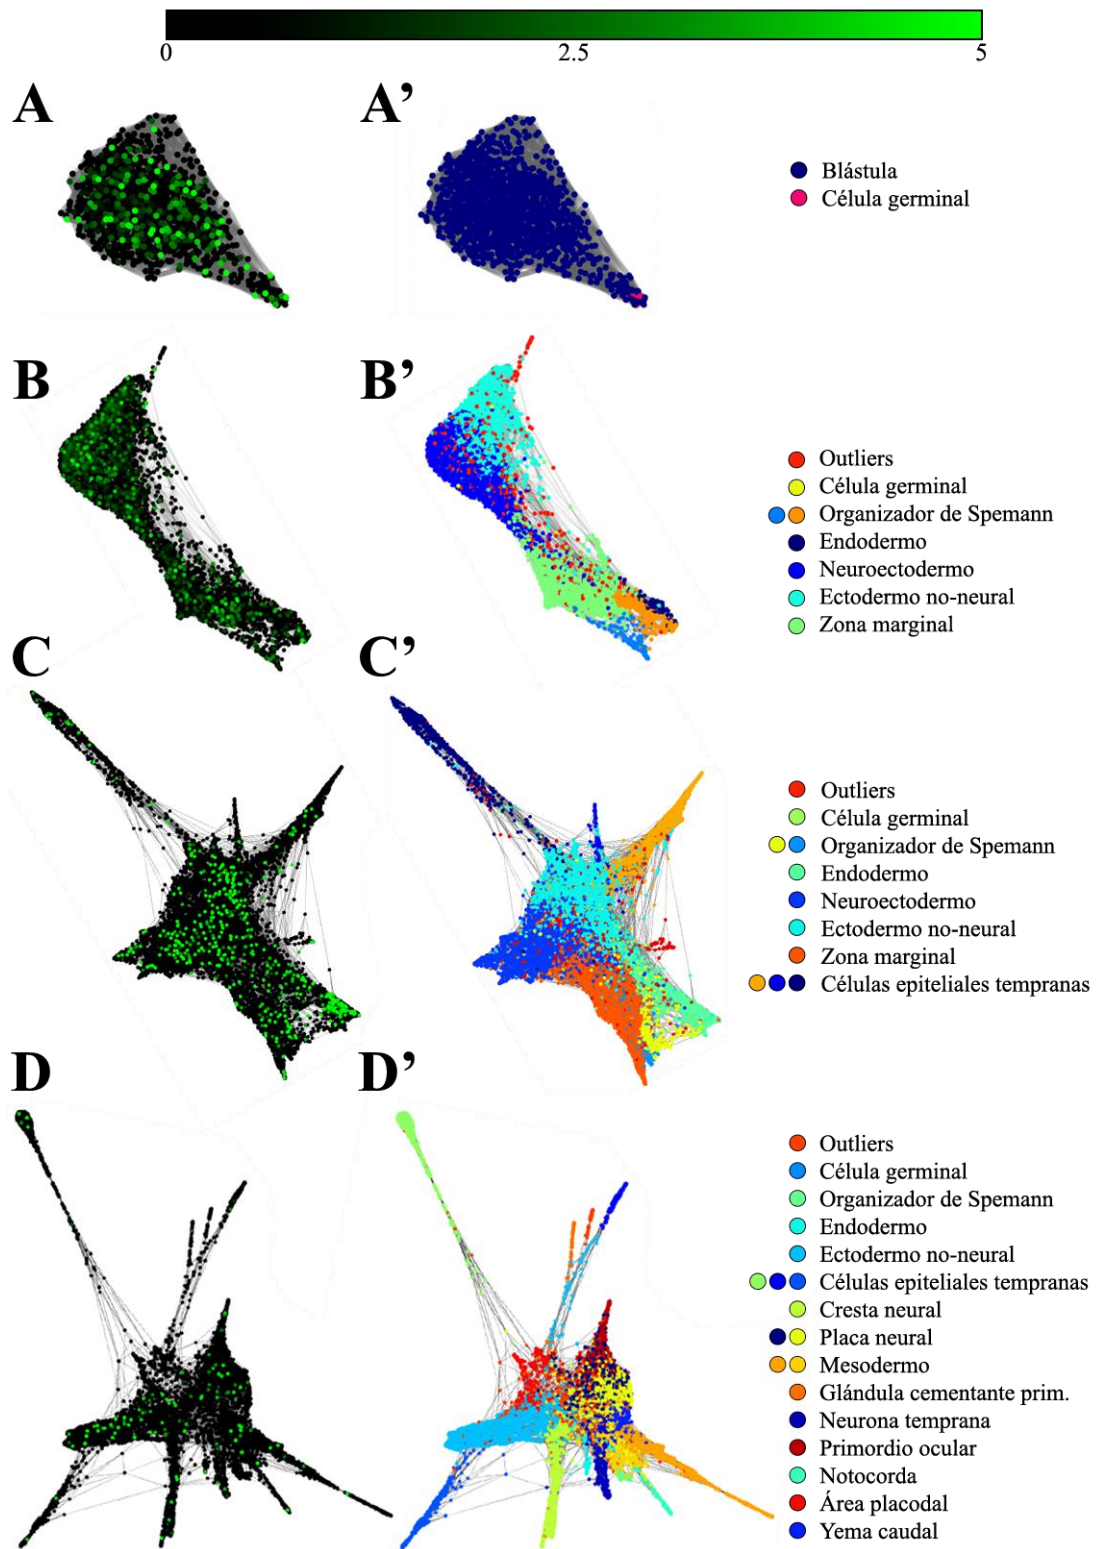 0 2.5 5
A A’
Blástula
Célula germinal
B B’
Outliers
Célula germinal
Organizador de Spemann
Endodermo
Neuroectodermo
Ectodermo no-neural
Zona marginal
C C’
Outliers
Célula germinal
Organizador de Spemann
Endodermo
Neuroectodermo
Ectodermo no-neural
Zona marginal
Células epiteliales tempranas
D D’
Outliers
Célula germinal
Organizador de Spemann
Endodermo
Ectodermo no-neural
Células epiteliales tempranas
Cresta neural
Placa neural
Mesodermo
Glándula cementante prim.
Neurona temprana
Primordio ocular
Notocorda
Área placodal
Yema caudal